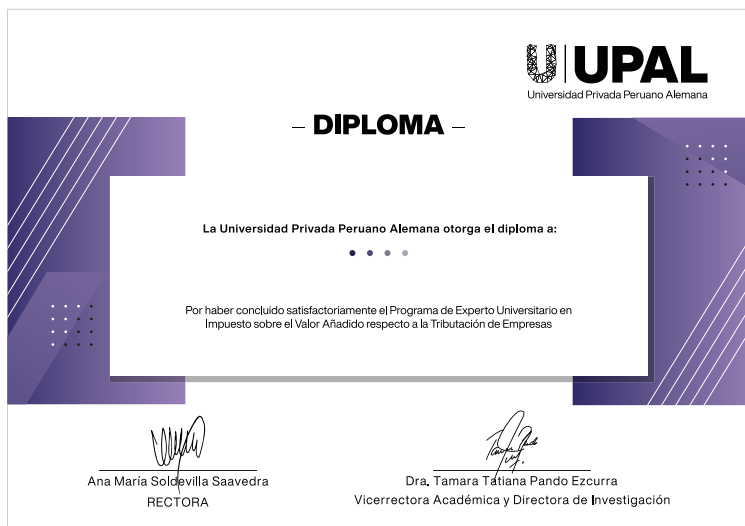 UPAL
Universidad Privada Peruano Alemana
– DIPLOMA –
La Universidad Privada Peruano Alemana otorga el diploma a:
Por haber concluido satisfactoriamente el Programa de Experto Universitario en
Impuesto sobre el Valor Añadido respecto a la Tributación de Empresas
Ana María Soldevilla Saavedra
RECTORA
Dra. Tamara Tatiana Pando Ezcurra
Vicerrectora Académica y Directora de Investigación